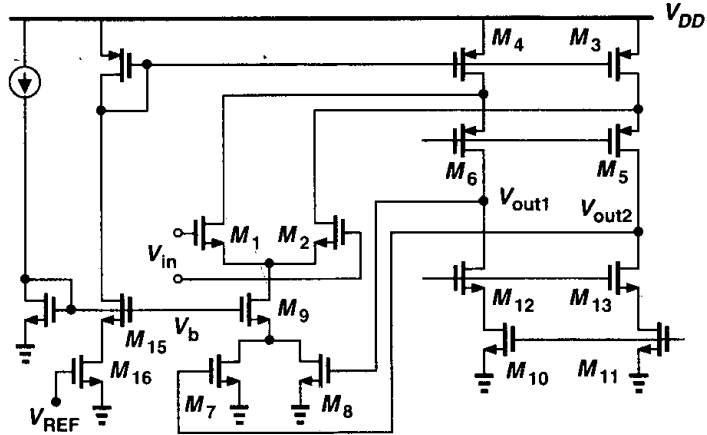 V_DD
M_4
M_3
M_6
M_5
V_out1
V_out2
V_in
M_1
M_2
M_12
M_13
M_9
V_b
M_15
M_16
M_10
M_11
M_7
M_8
V_REF